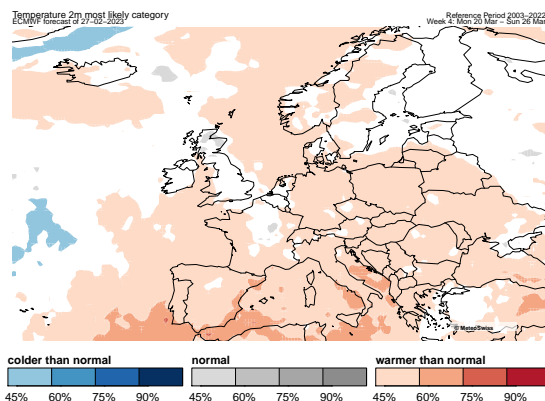 Temperature 2m most likely category
ECMWF forecast of 27-02-2023
Reference Period 2003-2022
Week 4: Mon 20 Mar – Sun 26 Mar
© MeteoSwiss
colder than normal
45% 60% 75% 90%
normal
45% 60% 75% 90%
warmer than normal
45% 60% 75% 90%